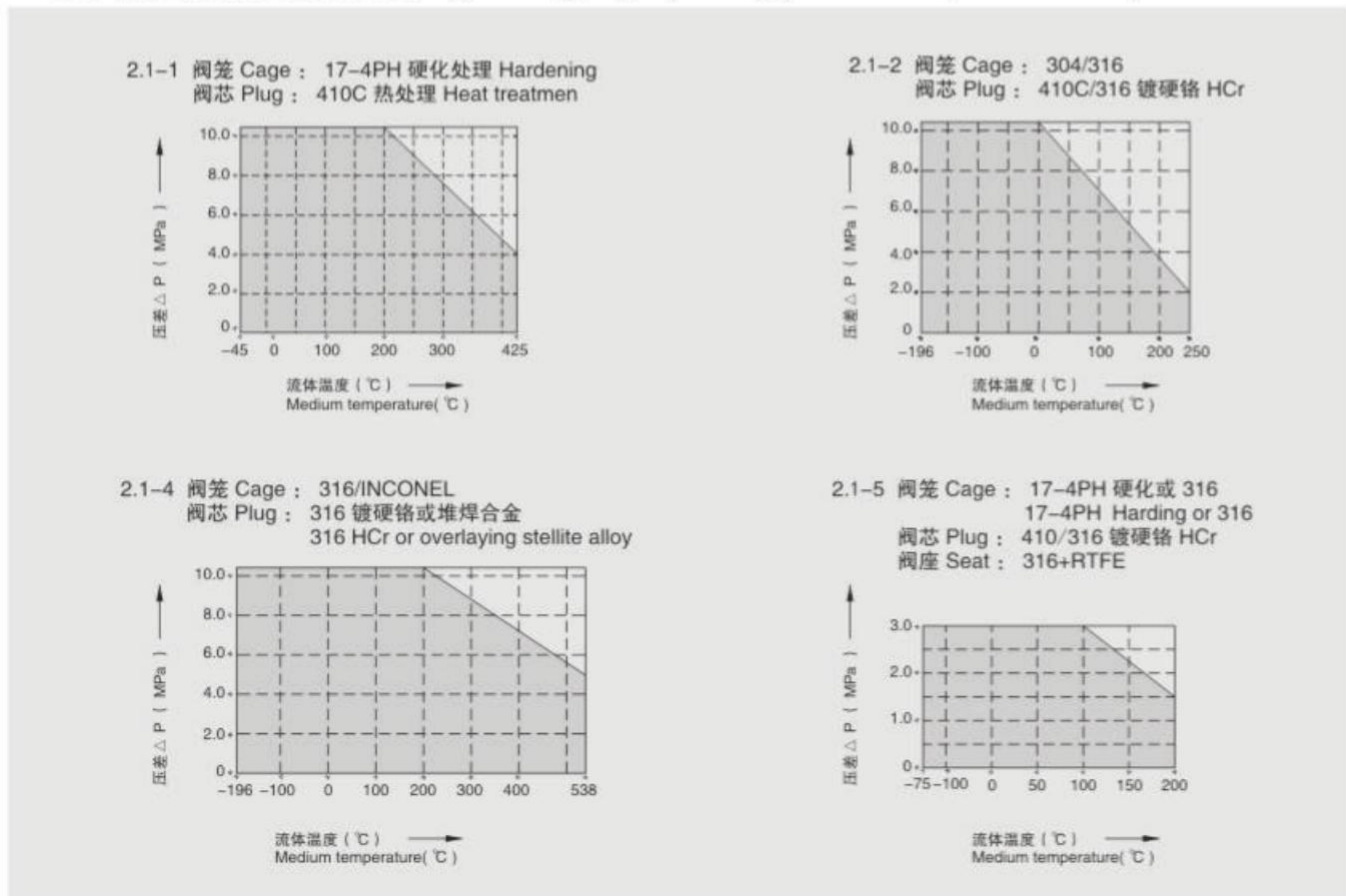 2.1-1 阀笼 Cage： 17-4PH 硬化处理 Hardening
阀芯 Plug： 410C 热处理 Heat treatmen
压差△ P ( MPa )
10.0
8.0
6.0
4.0
2.0
0
-45 0 100 200 300 425
流体温度 ( ℃ )
Medium temperature( ℃ )
2.1-2 阀笼 Cage： 304/316
阀芯 Plug： 410C/316 镀硬铬 HCr
压差△ P ( MPa )
10.0
8.0
6.0
4.0
2.0
0
-196 -100 0 100 200 250
流体温度 ( ℃ )
Medium temperature( ℃ )
2.1-4 阀笼 Cage： 316/INCONEL
阀芯 Plug： 316 镀硬铬或堆焊合金
316 HCr or overlaying stellite alloy
压差△ P ( MPa )
10.0
8.0
6.0
4.0
2.0
0
-196 -100 0 100 200 300 400 538
流体温度 ( ℃ )
Medium temperature( ℃ )
2.1-5 阀笼 Cage： 17-4PH 硬化或 316
17-4PH Harding or 316
阀芯 Plug： 410/316 镀硬铬 HCr
阀座 Seat： 316+RTFE
压差△ P ( MPa )
3.0
2.0
1.0
0
-75-100 0 50 100 150 200
流体温度 ( ℃ )
Medium temperature( ℃ )